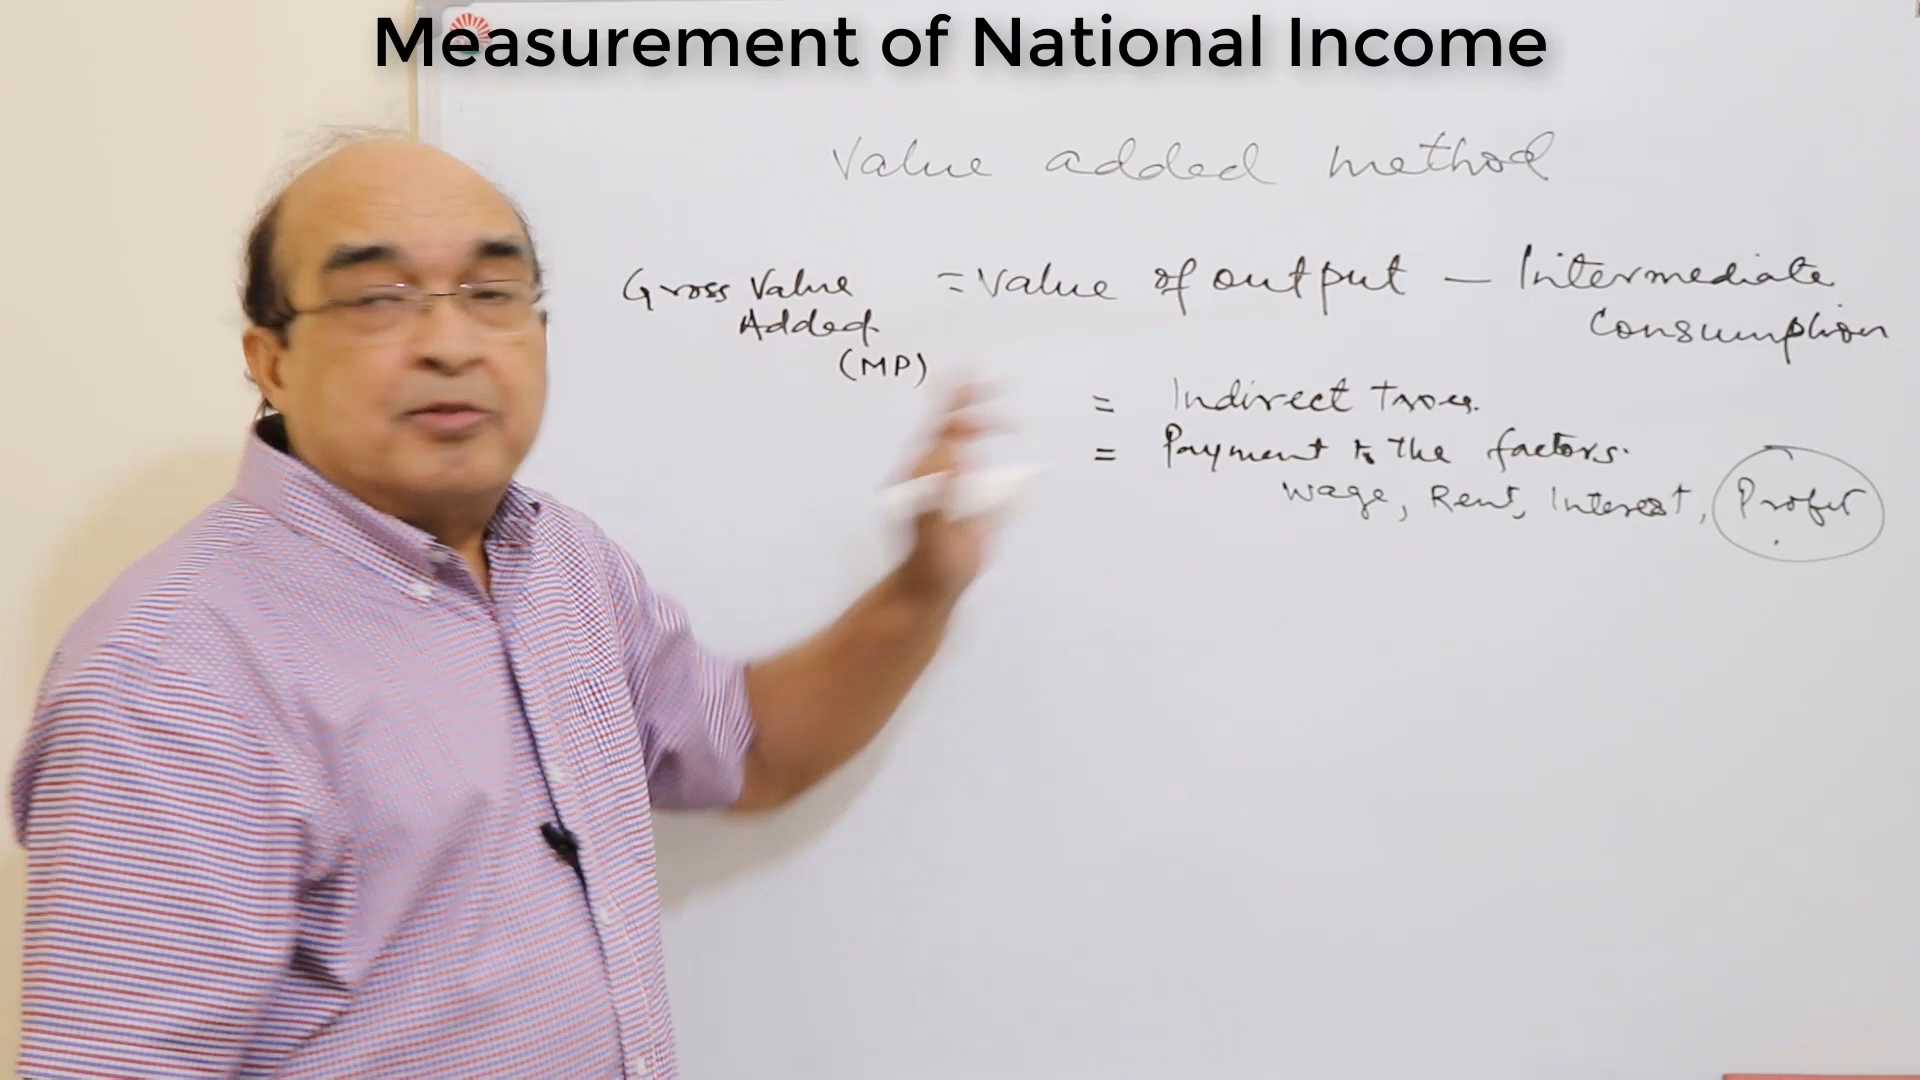 Measurement of National Income
Value added method
Gross Value = Value of output - Intermediate
Added Consumption
(MP)
= Indirect Taxes.
= Payment to the factors.
Wage, Rent, Interest, Profit